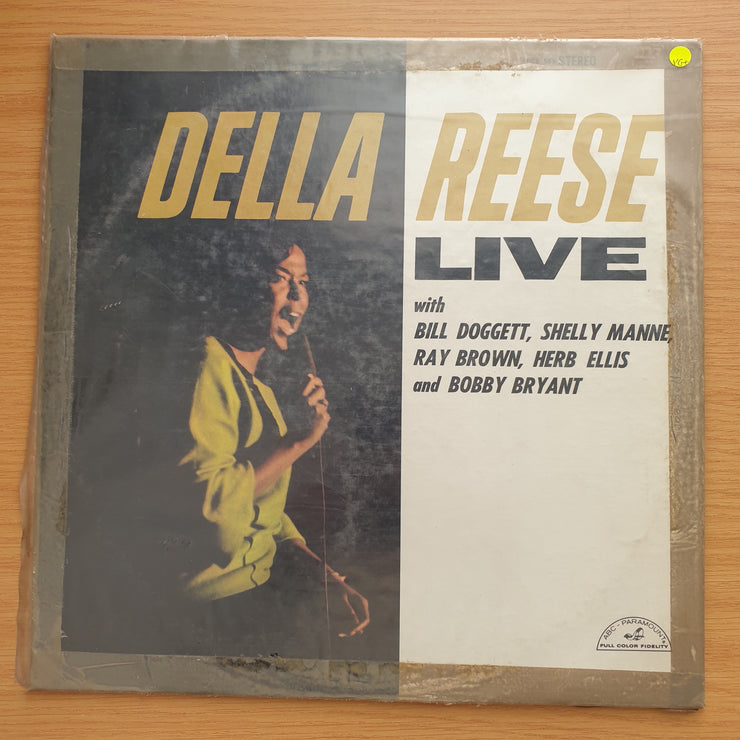 STEREO
VG+
DELLA REESE
LIVE
with
BILL DOGGETT, SHELLY MANNE,
RAY BROWN, HERB ELLIS
and BOBBY BRYANT
ABC-PARAMOUNT
FULL COLOR FIDELITY